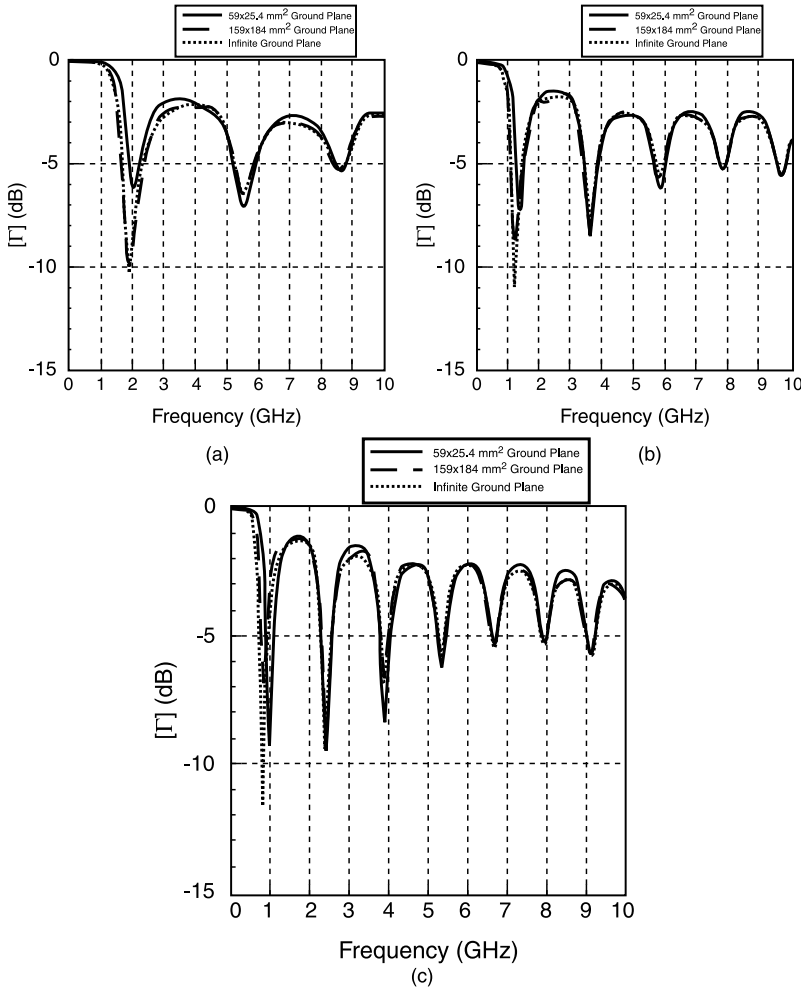 59x25.4 mm² Ground Plane
159x184 mm² Ground Plane
Infinite Ground Plane
0
-5
-10
-15
[Γ] (dB)
0 1 2 3 4 5 6 7 8 9 10
Frequency (GHz)
(a)
59x25.4 mm² Ground Plane
159x184 mm² Ground Plane
Infinite Ground Plane
0
-5
-10
-15
[Γ] (dB)
0 1 2 3 4 5 6 7 8 9 10
Frequency (GHz)
(b)
59x25.4 mm² Ground Plane
159x184 mm² Ground Plane
Infinite Ground Plane
0
-5
-10
-15
[Γ] (dB)
0 1 2 3 4 5 6 7 8 9 10
Frequency (GHz)
(c)